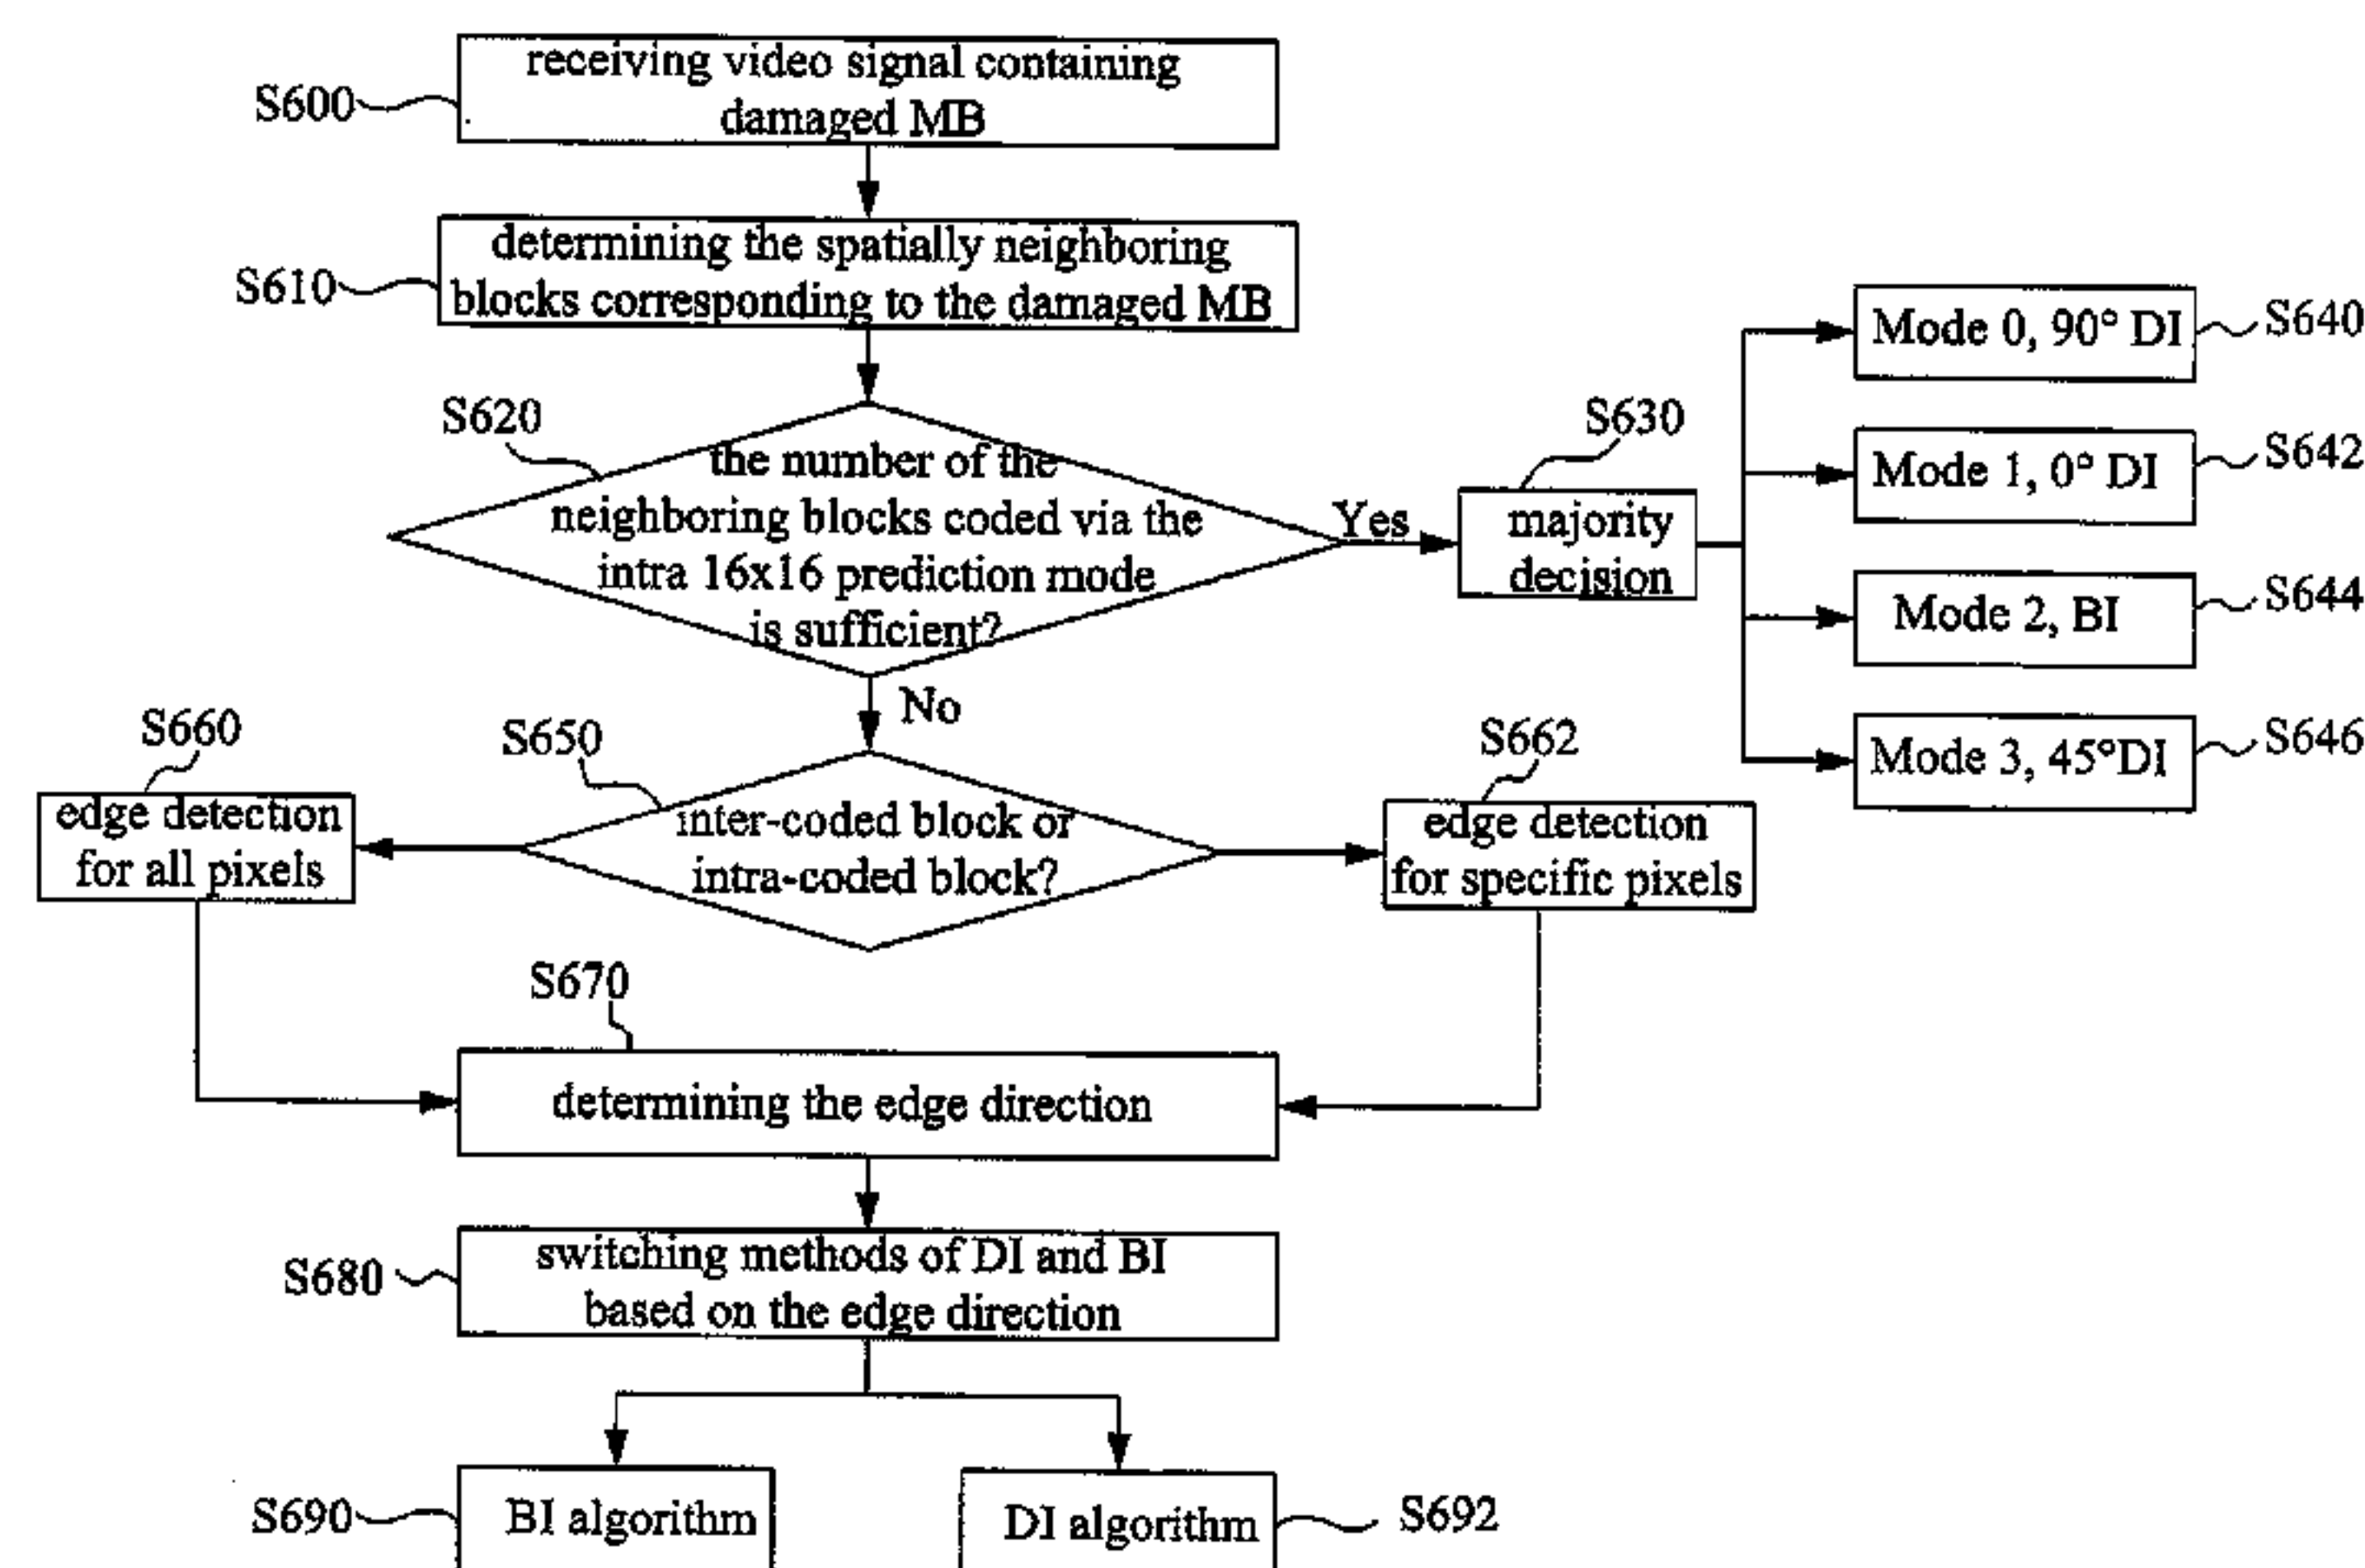 receiving video signal containing
damaged MB
S600
determining the spatially neighboring
blocks corresponding to the damaged MB
S610
S620
the number of the
neighboring blocks coded via the
intra 16x16 prediction mode
is sufficient?
Yes
S630
majority
decision
Mode 0, 90° DI
S640
Mode 1, 0° DI
S642
Mode 2, BI
S644
Mode 3, 45°DI
S646
No
S650
inter-coded block or
intra-coded block?
S660
edge detection
for all pixels
S662
edge detection
for specific pixels
S670
determining the edge direction
S680
switching methods of DI and BI
based on the edge direction
S690
BI algorithm
DI algorithm
S692